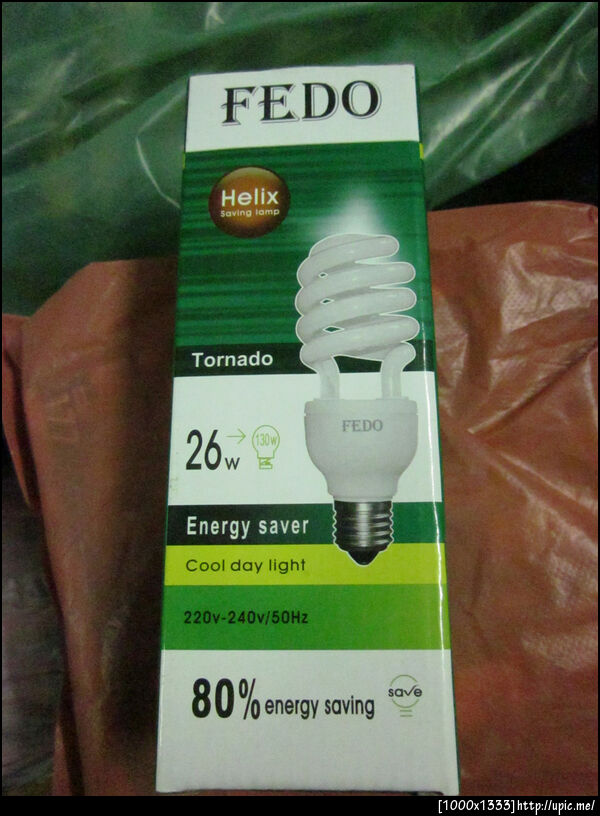 FEDO
Helix
Saving lamp
Tornado
FEDO
26w → 130w
Energy saver
Cool day light
220v-240v/50Hz
80% energy saving save
[1000x1333]http://upic.me/